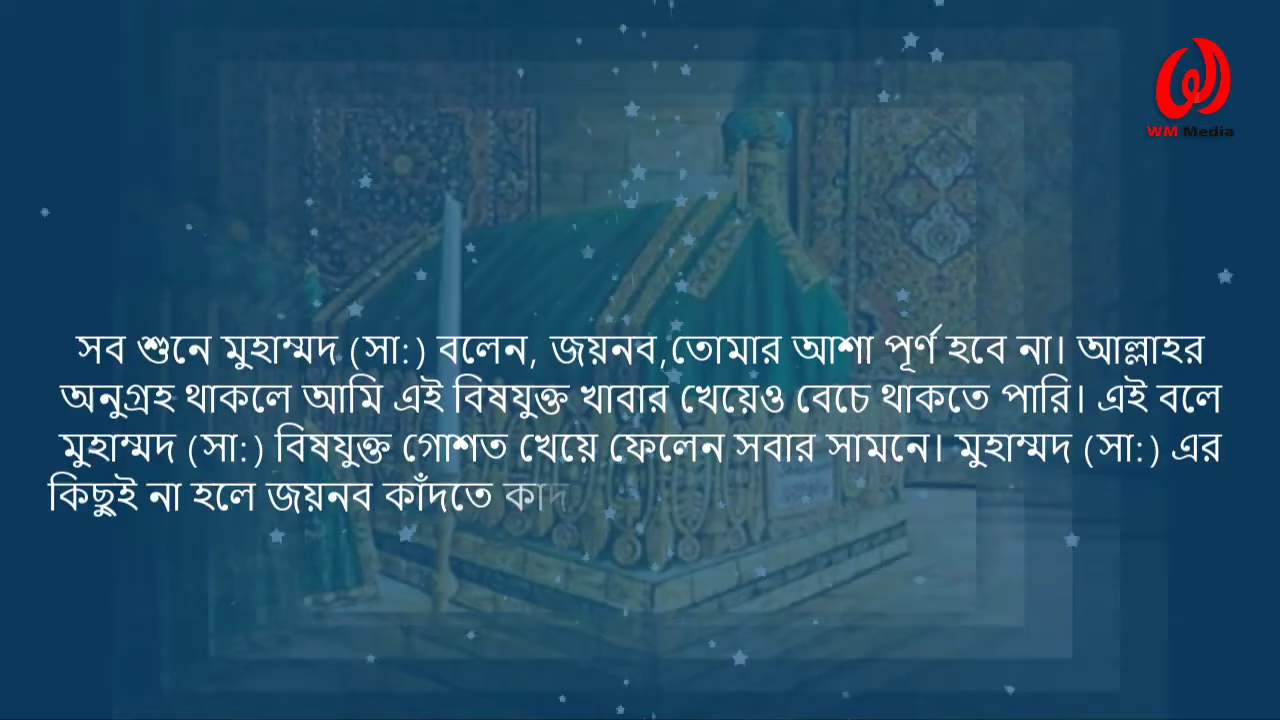 WM Media
সব শুনে মুহাম্মদ (সা:) বলেন, জয়নব,তোমার আশা পূর্ণ হবে না। আল্লাহর
অনুগ্রহ থাকলে আমি এই বিষযুক্ত খাবার খেয়েও বেচে থাকতে পারি। এই বলে
মুহাম্মদ (সা:) বিষযুক্ত গোশত খেয়ে ফেলেন সবার সামনে। মুহাম্মদ (সা:) এর
কিছুই না হলে জয়নব কাঁদতে কাদ